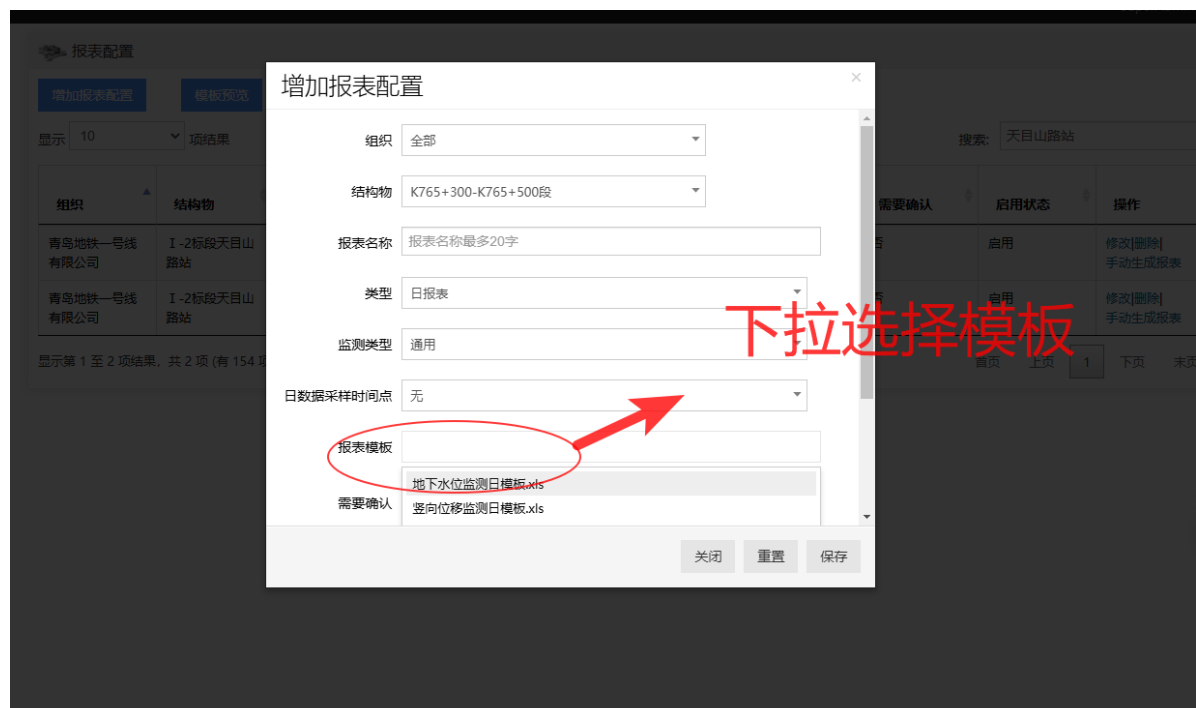 报表配置
增加报表配置 模板预览
显示 10 项结果 搜索: 天目山路站
组织 结构物 需要确认 启用状态 操作
青岛地铁一号线有限公司 Ⅰ-2标段天目山路站 否 启用 修改|删除|手动生成报表
青岛地铁一号线有限公司 Ⅰ-2标段天目山路站 否 启用 修改|删除|手动生成报表
显示第 1 至 2 项结果，共 2 项 (有 154 项 首页 上页 1 下页 末页
增加报表配置 ×
组织 全部
结构物 K765+300-K765+500段
报表名称 报表名称最多20字
类型 日报表
下拉选择模板
监测类型 通用
日数据采样时间点 无
报表模板
地下水位监测日模板.xls
需要确认
竖向位移监测日模板.xls
关闭 重置 保存